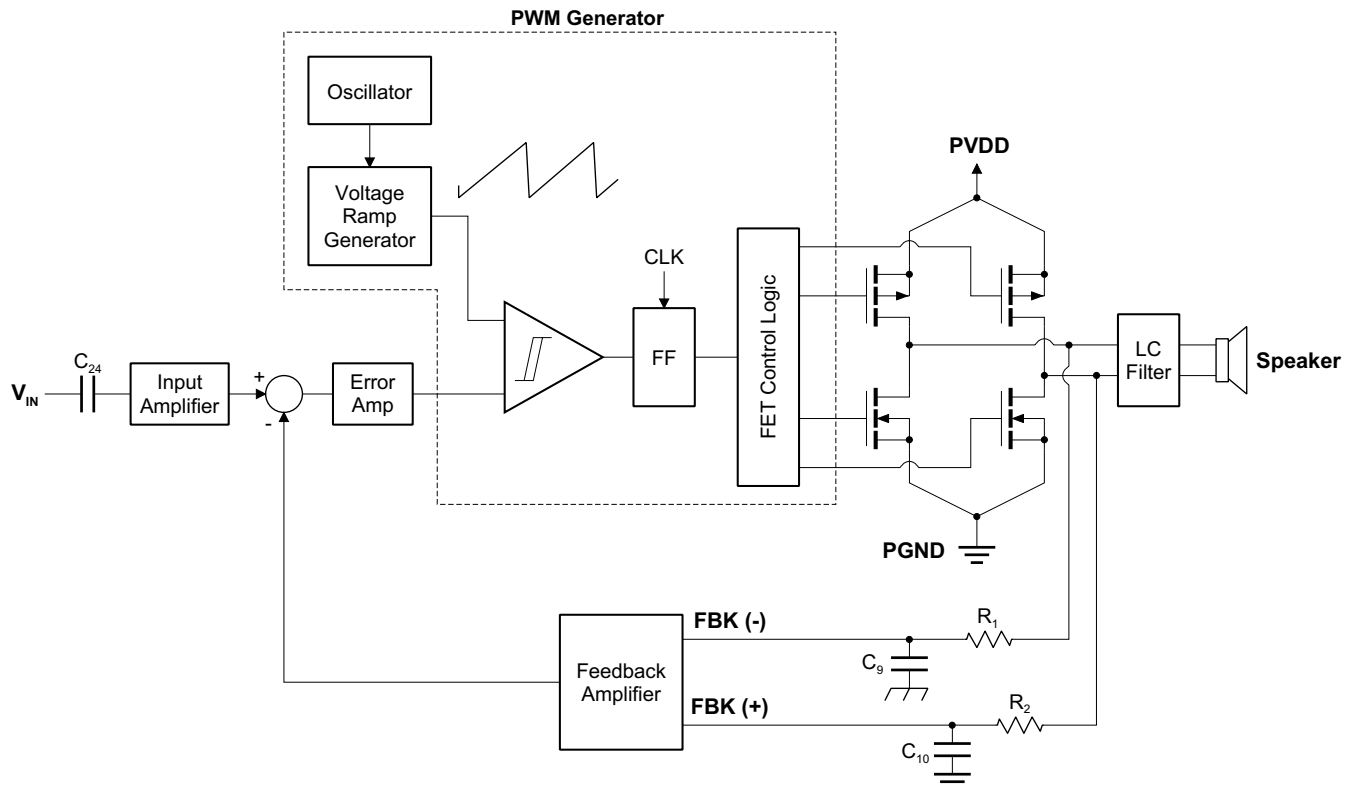 PWM Generator
Oscillator
Voltage
Ramp
Generator
PVDD
CLK
FET Control Logic
FF
LC
Filter
Speaker
C24
VIN
Input
Amplifier
+
-
Error
Amp
PGND
Feedback
Amplifier
FBK (-)
R1
C9
FBK (+)
R2
C10